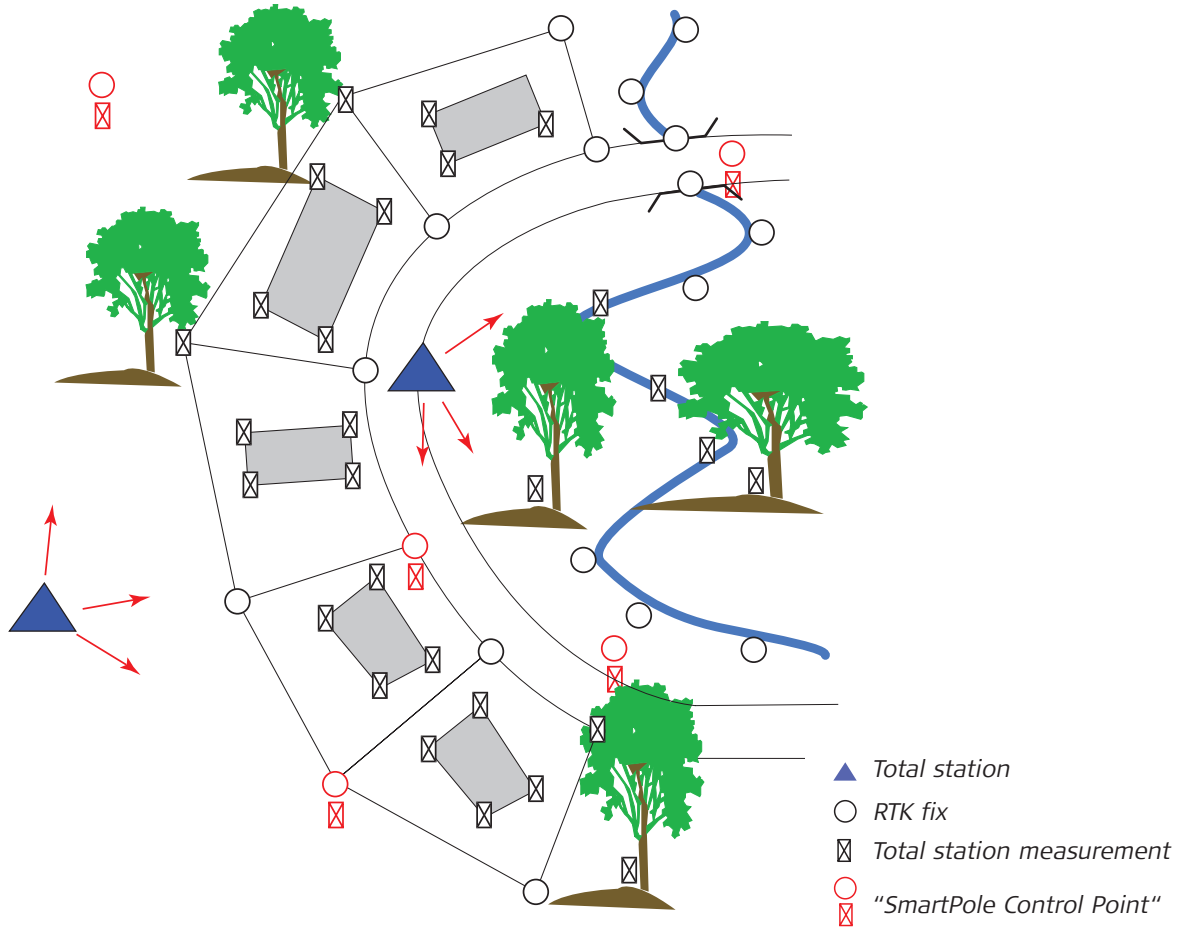 Total station
RTK fix
Total station measurement
“SmartPole Control Point“